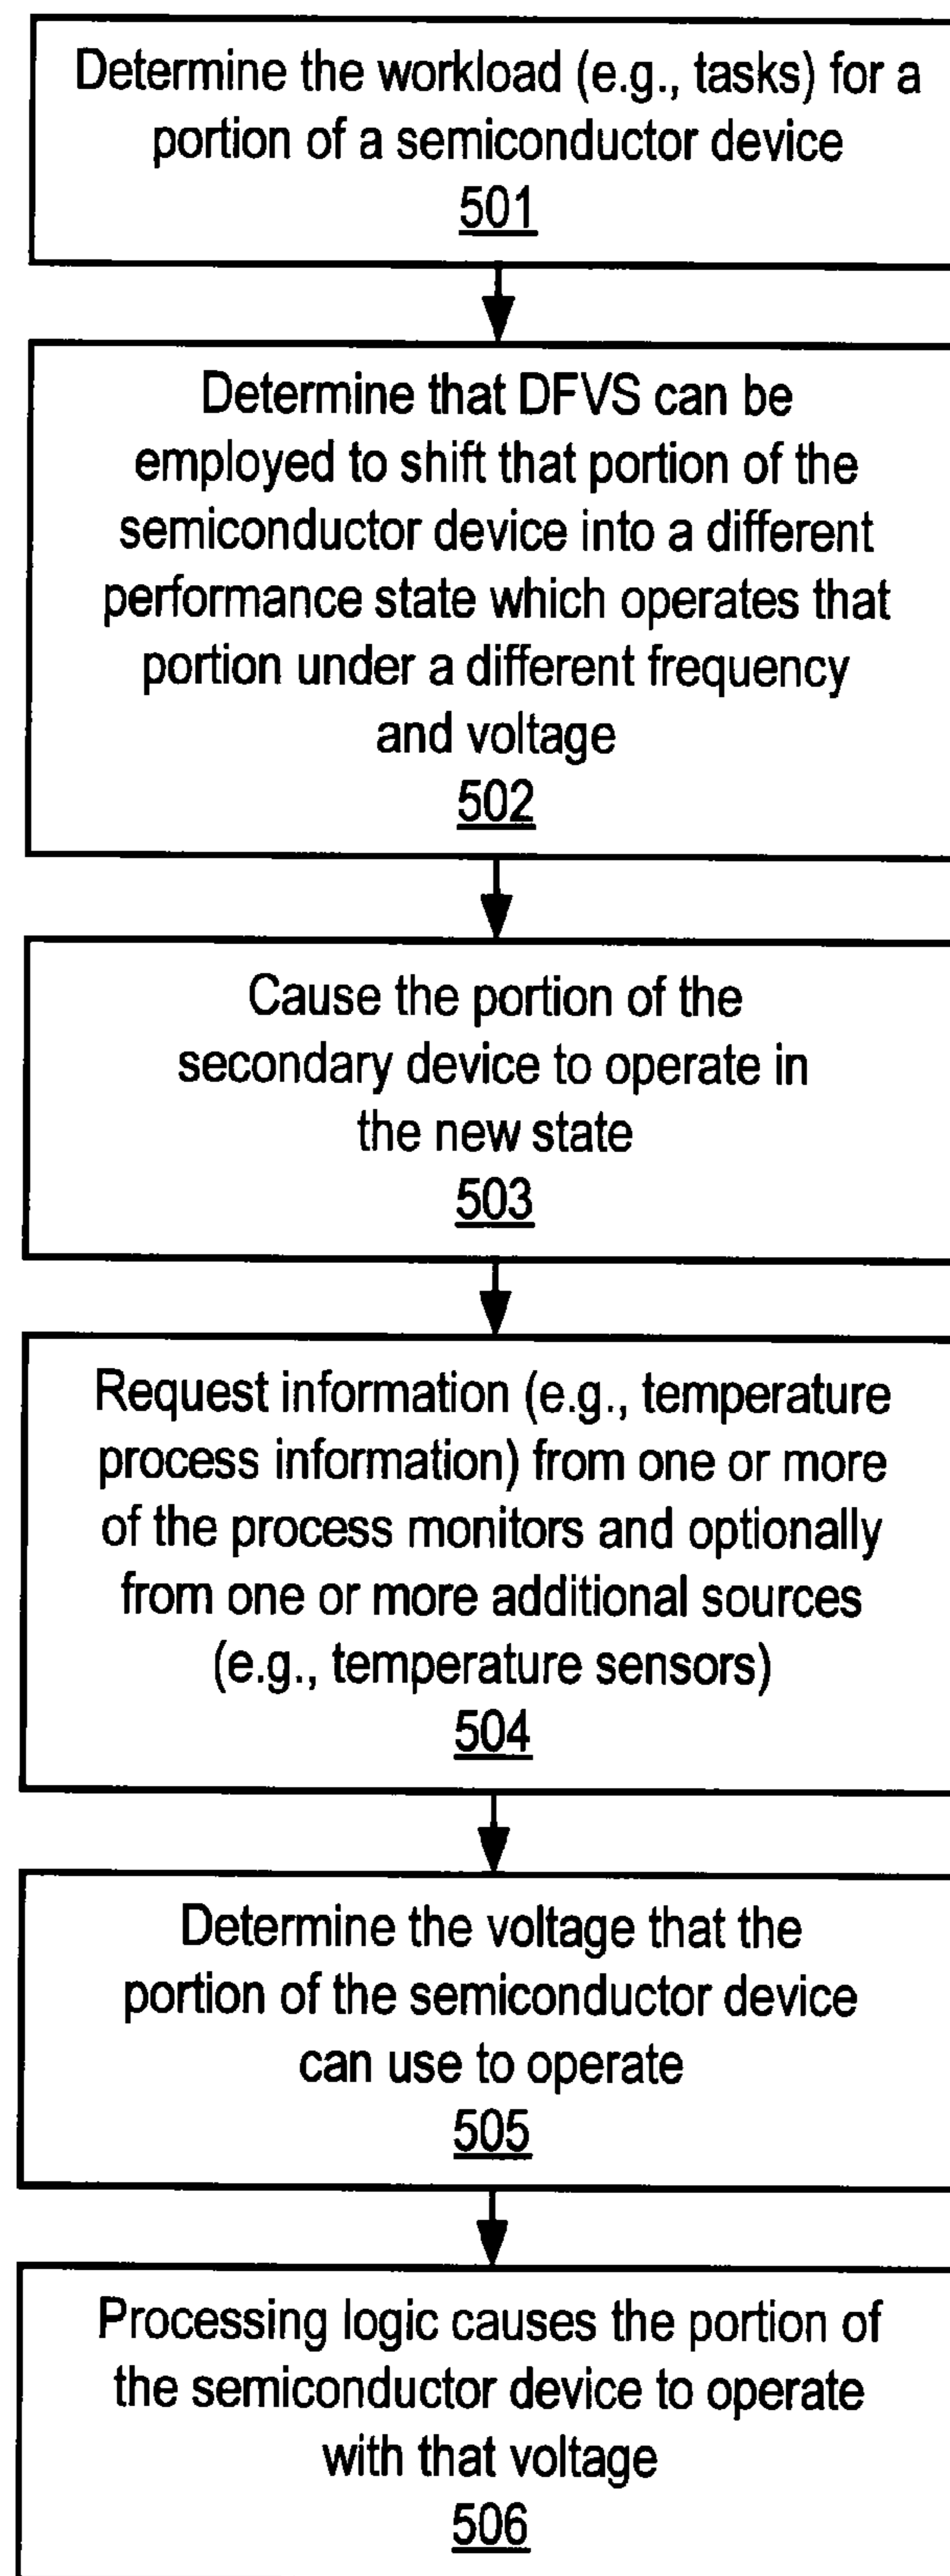 Determine the workload (e.g., tasks) for a
portion of a semiconductor device
501
Determine that DFVS can be
employed to shift that portion of the
semiconductor device into a different
performance state which operates that
portion under a different frequency
and voltage
502
Cause the portion of the
secondary device to operate in
the new state
503
Request information (e.g., temperature
process information) from one or more
of the process monitors and optionally
from one or more additional sources
(e.g., temperature sensors)
504
Determine the voltage that the
portion of the semiconductor device
can use to operate
505
Processing logic causes the portion of
the semiconductor device to operate
with that voltage
506